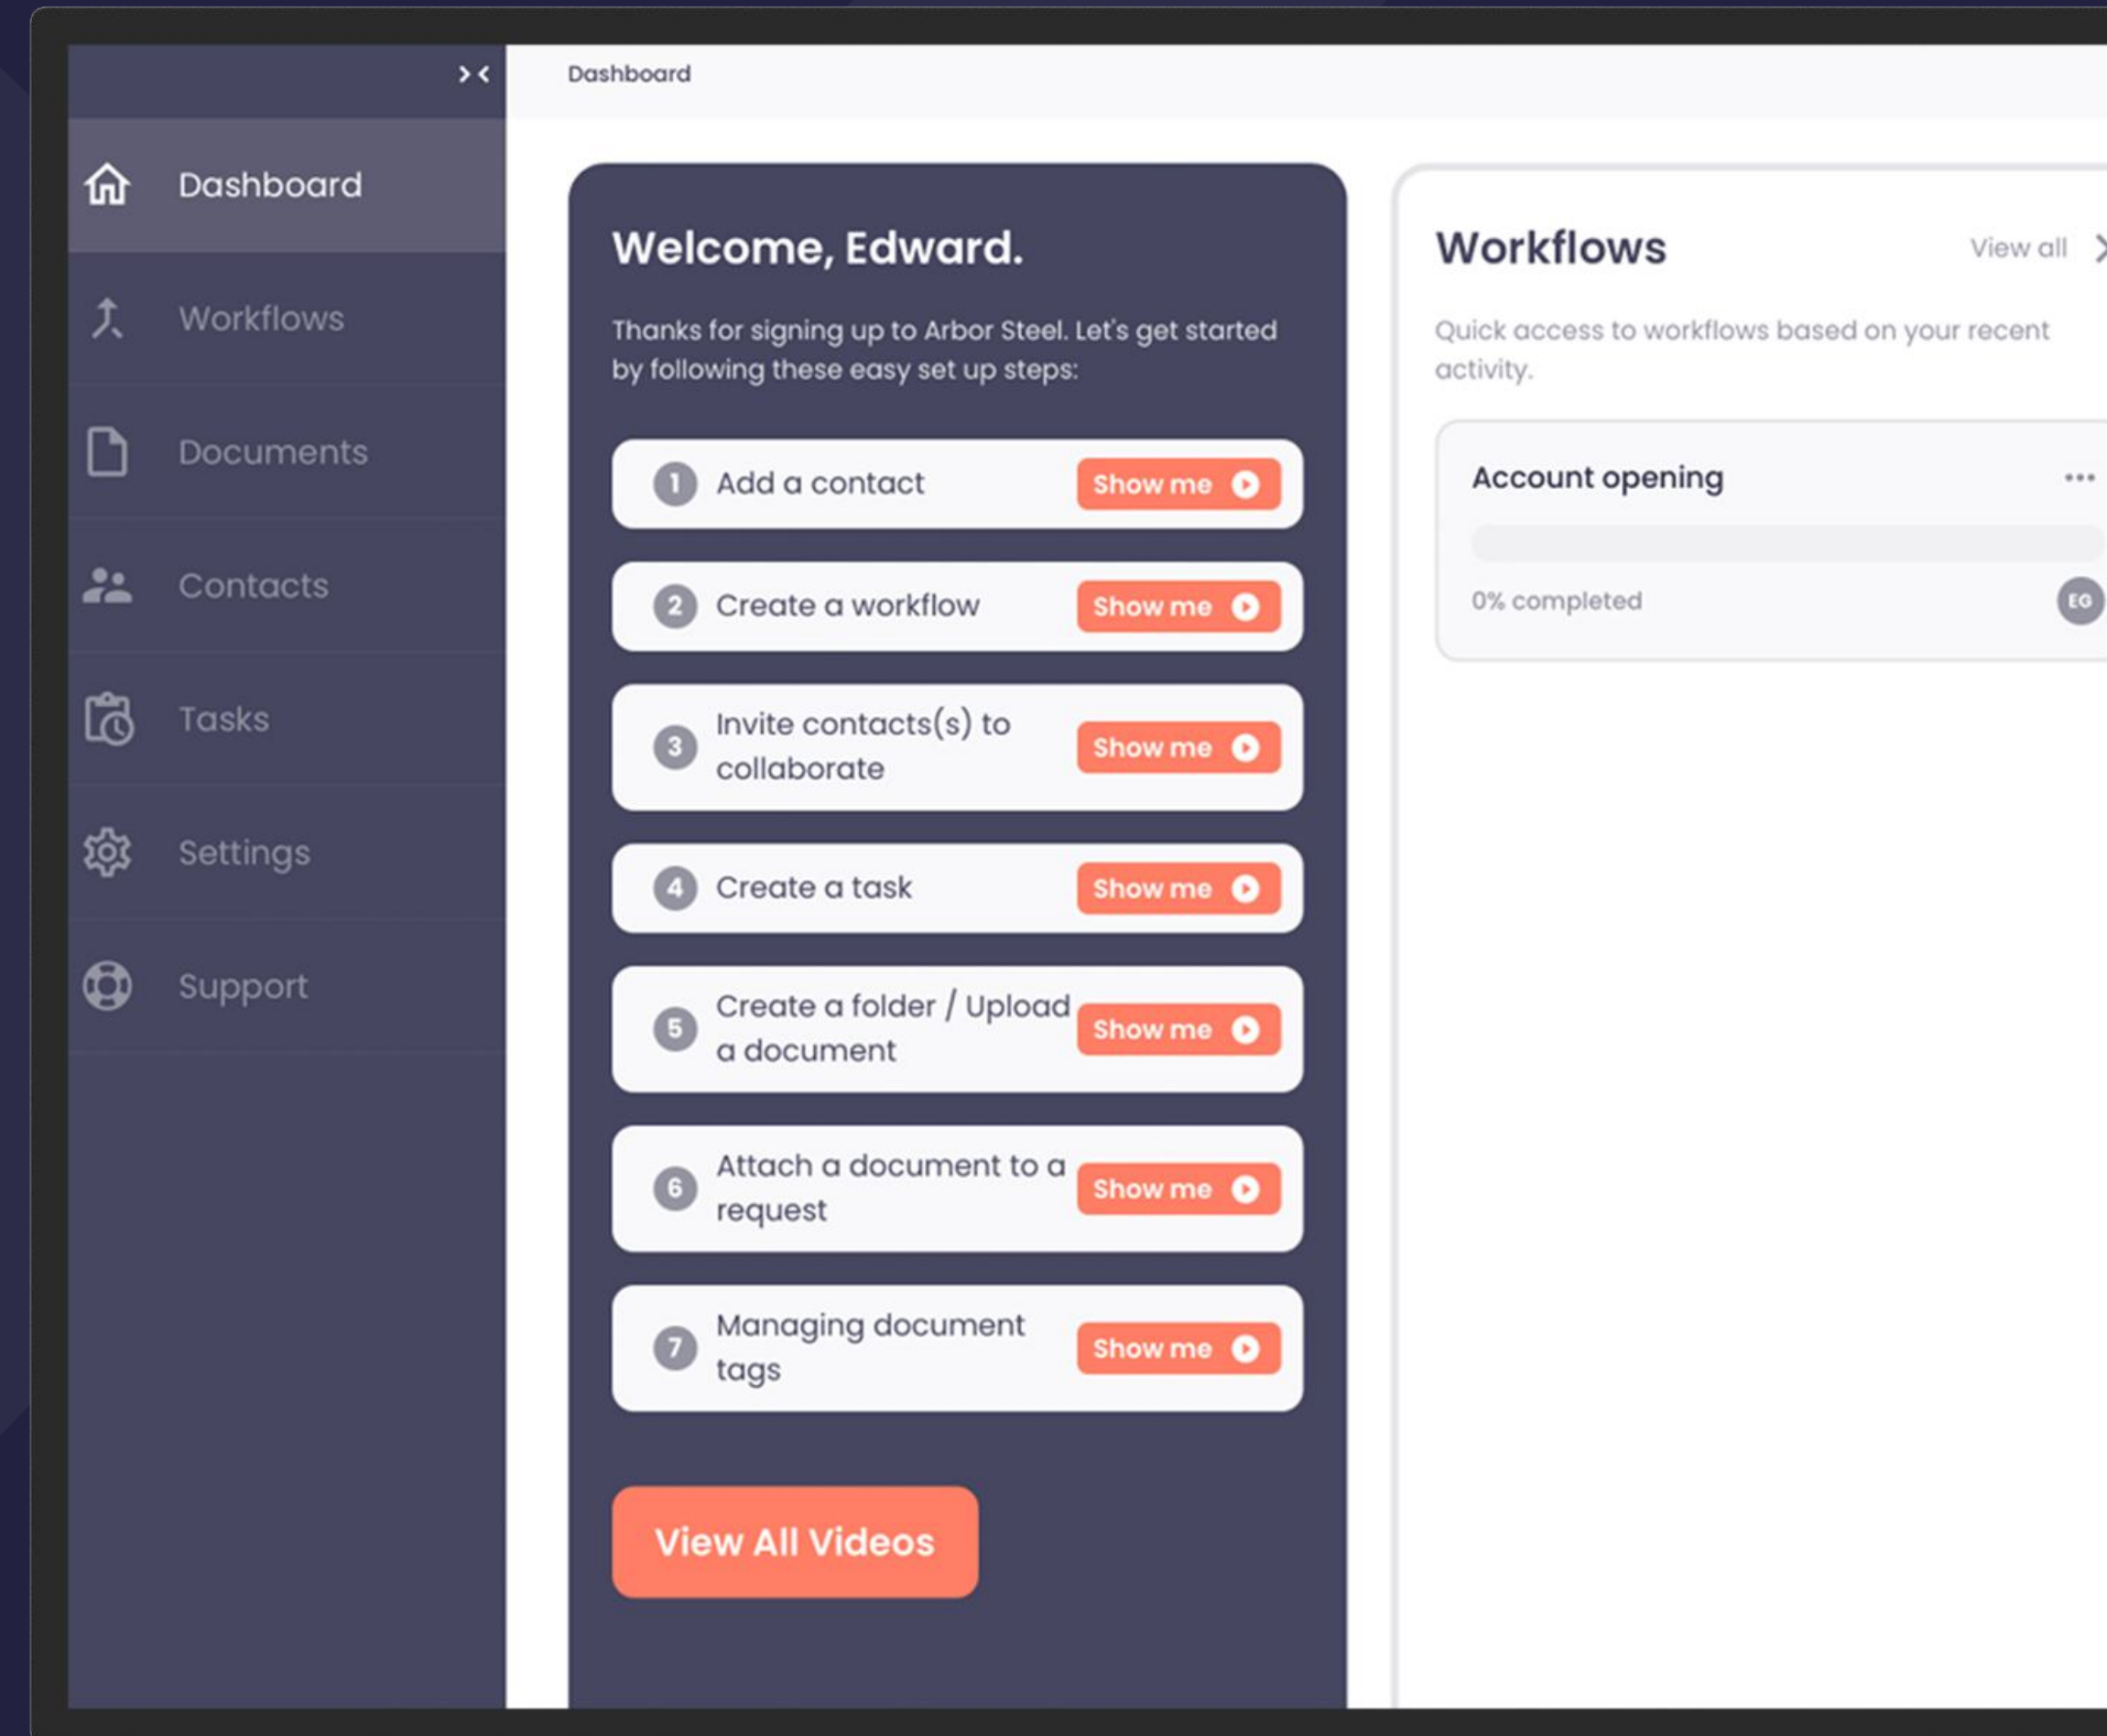 Dashboard
Dashboard
Workflows
Documents
Contacts
Tasks
Settings
Support
Welcome, Edward.
Thanks for signing up to Arbor Steel. Let's get started
by following these easy set up steps:
1 Add a contact Show me
2 Create a workflow Show me
3 Invite contacts(s) to
collaborate Show me
4 Create a task Show me
5 Create a folder / Upload
a document Show me
6 Attach a document to a
request Show me
7 Managing document
tags Show me
View All Videos
Workflows View all
Quick access to workflows based on your recent
activity.
Account opening
0% completed EG